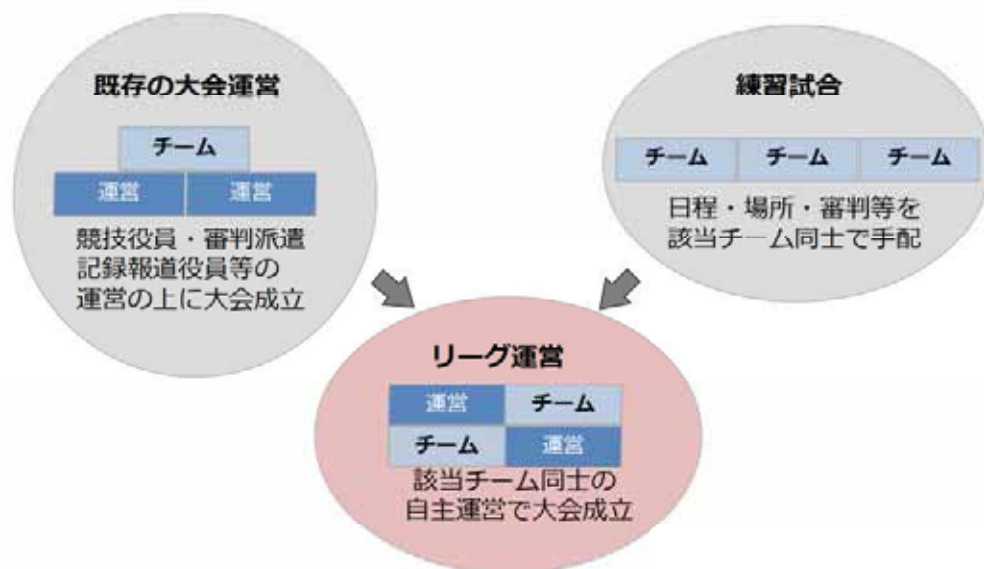 既存の大会運営
チーム
運営 運営
競技役員・審判派遣
記録報道役員等の
運営の上に大会成立
練習試合
チーム チーム チーム
日程・場所・審判等を
該当チーム同士で手配
リーグ運営
運営 チーム
チーム 運営
該当チーム同士の
自主運営で大会成立